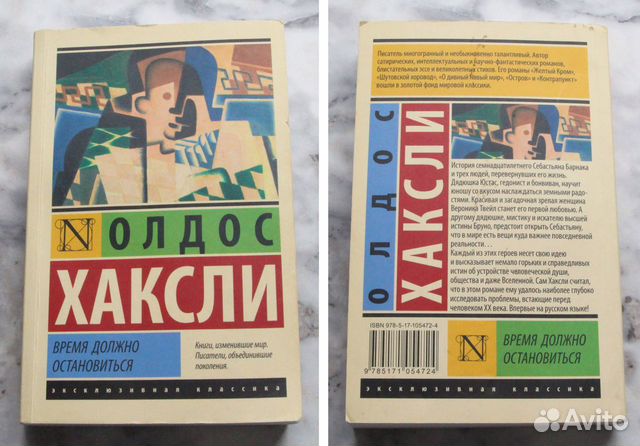 N
ОЛДОС
ХАКСЛИ
ВРЕМЯ ДОЛЖНО
ОСТАНОВИТЬСЯ
Книги, изменившие мир.
Писатели, объединившие
поколения.
эксклюзивная классика
Писатель многогранный и необыкновенно талантливый. Автор
сатирических, интеллектуальных и научно-фантастических романов,
блистательных эссе и великолепных стихов. Его романы «Желтый Кром»,
«Шутовской хоровод», «О дивный новый мир», «Остров» и «Контрапункт»
вошли в золотой фонд мировой классики.
ОЛДОС
ХАКСЛИ
История семнадцатилетнего Себастьяна Барнака
и трех людей, перевернувших его жизнь.
Дядюшка Юстас, гедонист и бонвиван, научит
юношу со вкусом наслаждаться земными радо-
стями. Красивая и загадочная зрелая женщина
Вероника Твейл станет его первой любовью. А
другому дядюшке, мистику и искателю высшей
истины Бруно, предстоит открыть Себастьяну,
что в мире есть вещи куда важнее повседневной
реальности...
Каждый из этих героев несет свою идею
и высказывает немало горьких и справедливых
истин об устройстве человеческой души,
общества и даже Вселенной. Сам Хаксли считал,
что в этом романе ему удалось наиболее глубоко
исследовать проблемы, встающие перед
человеком XX века. Впервые на русском языке!
ISBN 978-5-17-105472-4
9 785171 054724
N
ВРЕМЯ ДОЛЖНО
ОСТАНОВИТЬСЯ
эксклюзивная классика
Avito